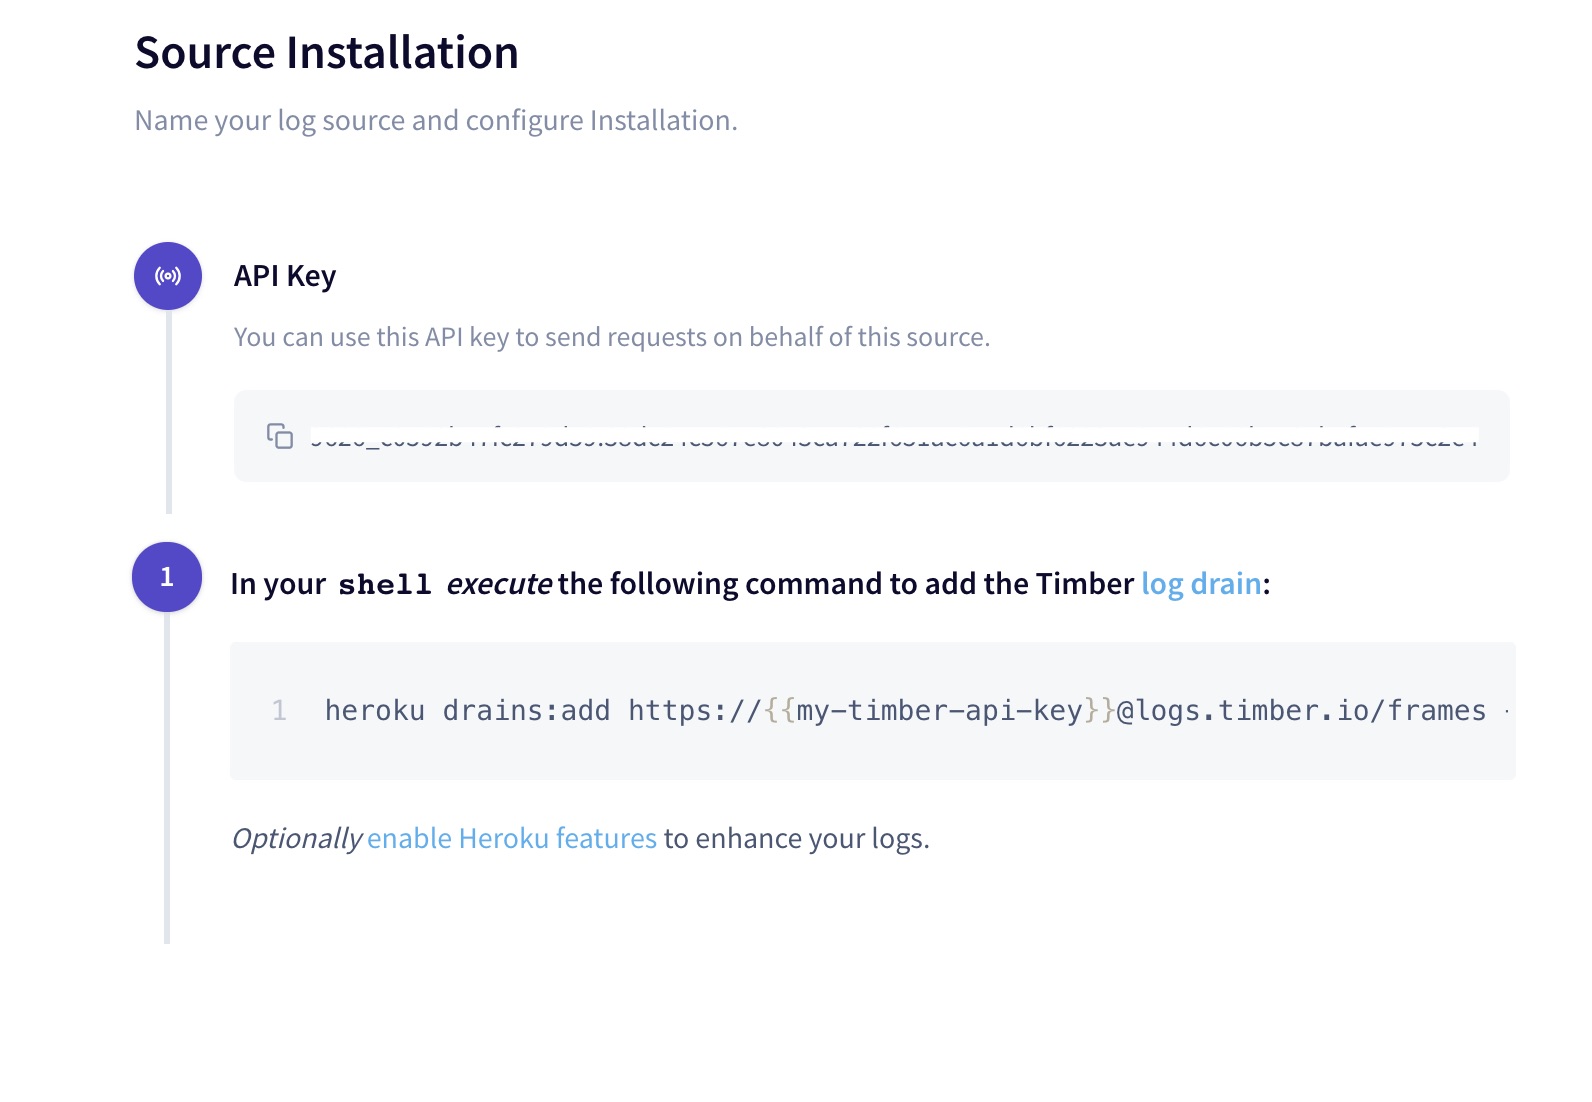 Source Installation
Name your log source and configure Installation.
API Key
You can use this API key to send requests on behalf of this source.
1
In your shell execute the following command to add the Timber log drain:
1 heroku drains:add https://{{my-timber-api-key}}@logs.timber.io/frames
Optionally enable Heroku features to enhance your logs.